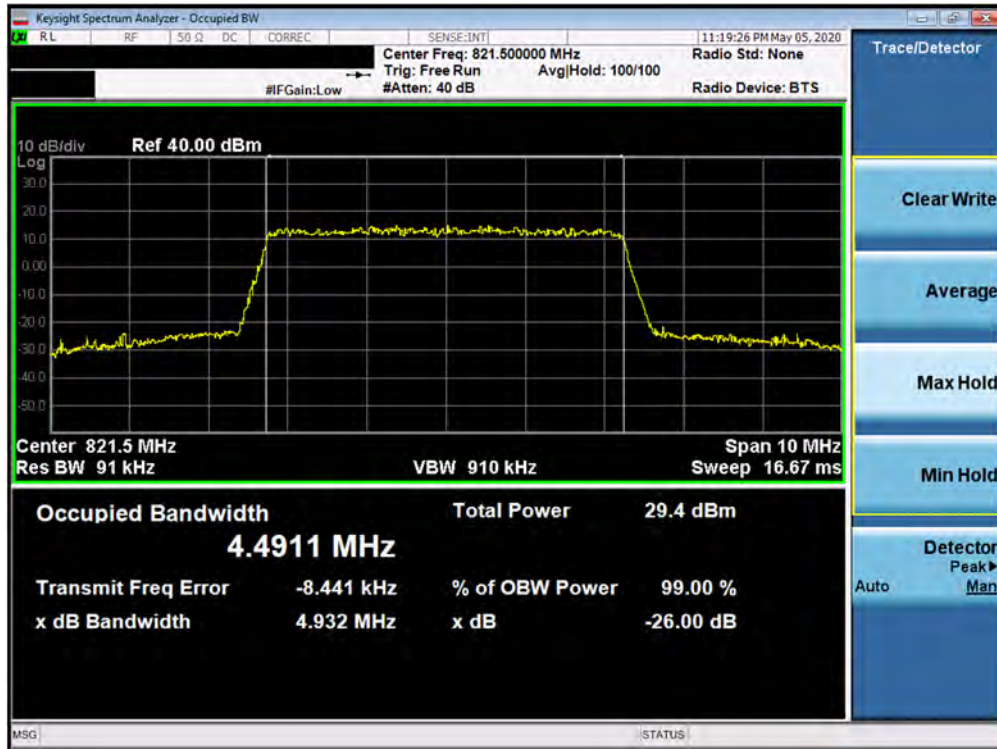 Keysight Spectrum Analyzer - Occupied BW
RL RF 50 Ω DC CORREC SENSE:INT 11:19:26 PM May 05, 2020
Center Freq: 821.500000 MHz Radio Std: None
Trig: Free Run Avg|Hold: 100/100
#IFGain:Low #Atten: 40 dB Radio Device: BTS
10 dB/div Ref 40.00 dBm
Log
30.0
20.0
10.0
0.00
-10.0
-20.0
-30.0
-40.0
-50.0
Center 821.5 MHz Span 10 MHz
Res BW 91 kHz VBW 910 kHz Sweep 16.67 ms
Occupied Bandwidth Total Power 29.4 dBm
4.4911 MHz
Transmit Freq Error -8.441 kHz % of OBW Power 99.00 %
x dB Bandwidth 4.932 MHz x dB -26.00 dB
MSG STATUS
Trace/Detector
Clear Write
Average
Max Hold
Min Hold
Detector
Peak▶
Auto Man